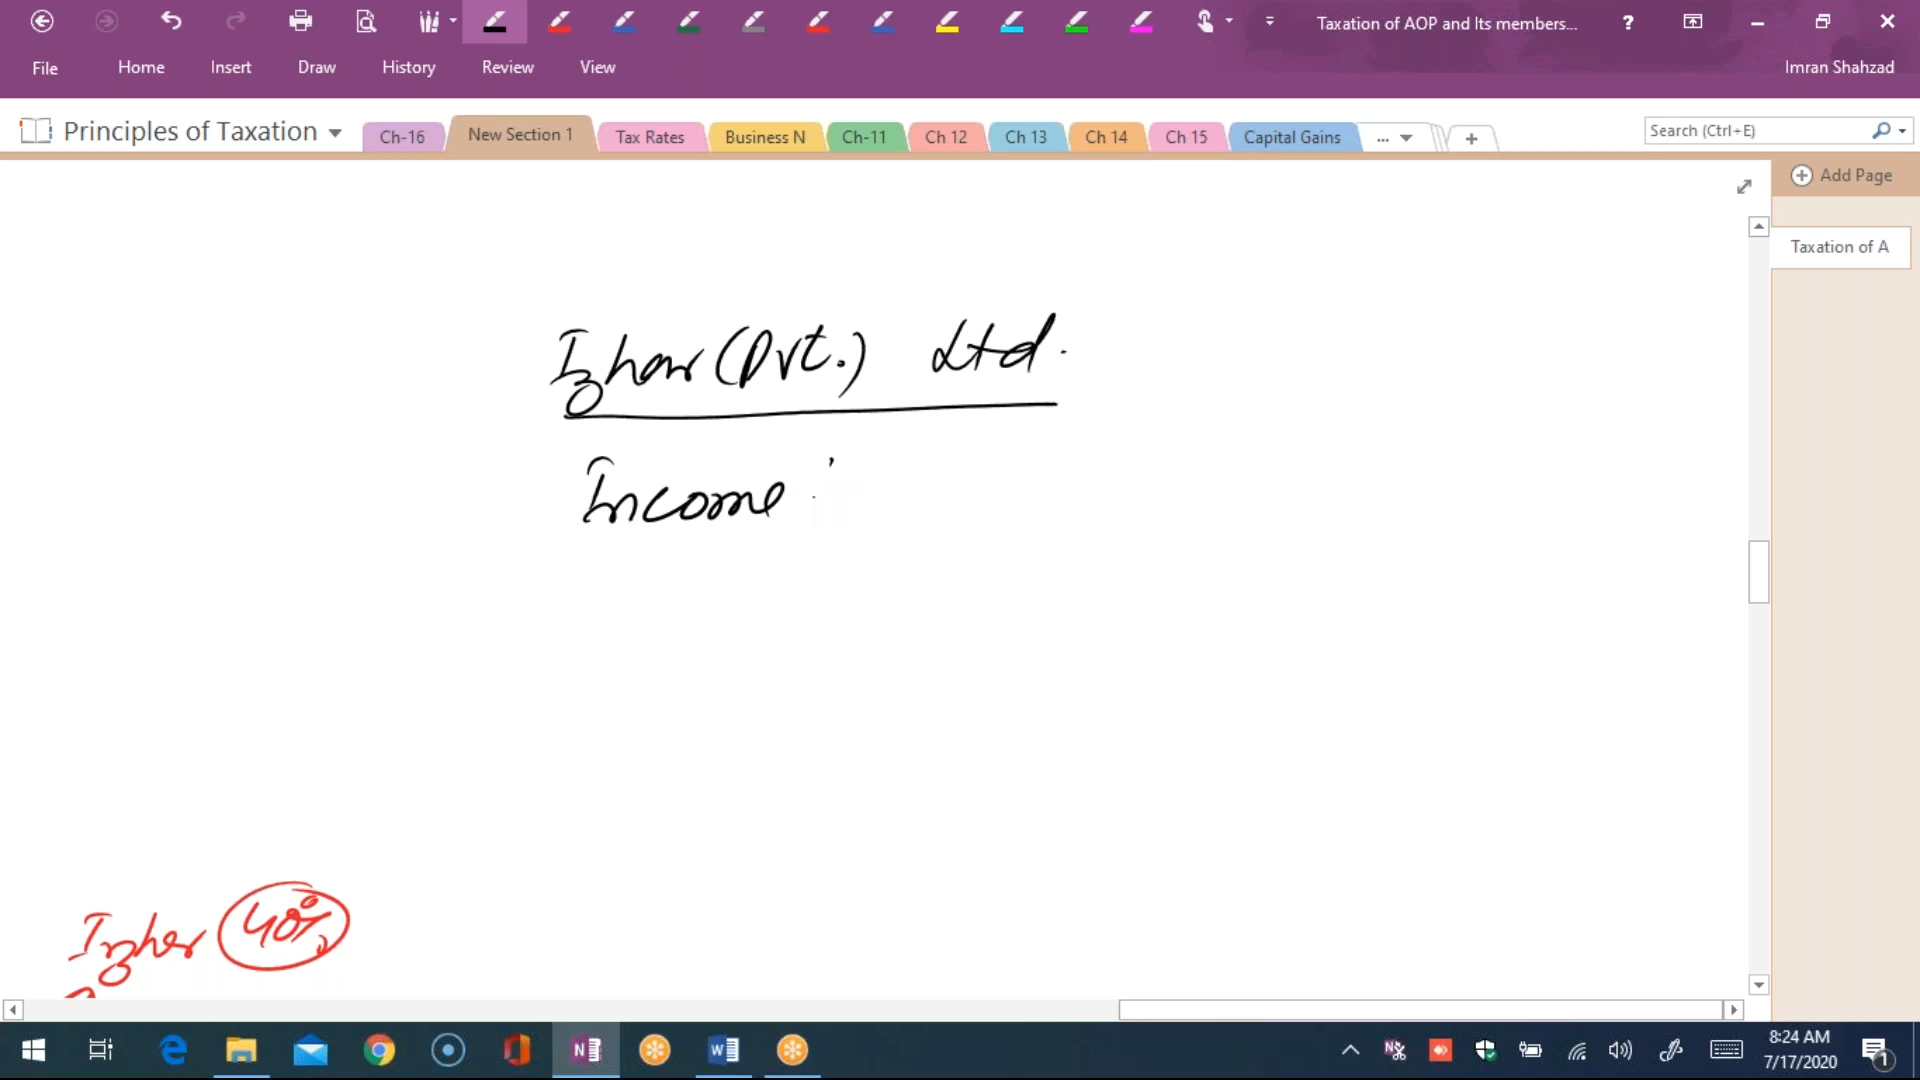 Taxation of AOP and Its members...
?
File Home Insert Draw History Review View
Imran Shahzad
Principles of Taxation
Ch-16 New Section 1 Tax Rates Business N Ch-11 Ch 12 Ch 13 Ch 14 Ch 15 Capital Gains ...
Search (Ctrl+E)
Add Page
Taxation of A
Izhar (Pvt.) Ltd.
Income
Izher 40%
8:24 AM
7/17/2020
1